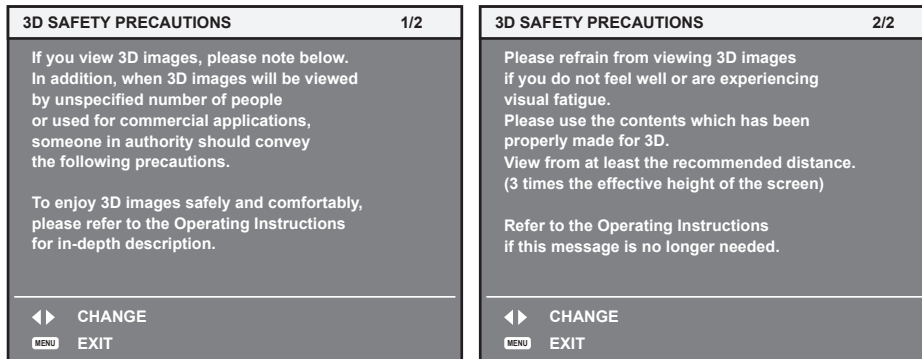 3D SAFETY PRECAUTIONS 1/2
If you view 3D images, please note below.
In addition, when 3D images will be viewed
by unspecified number of people
or used for commercial applications,
someone in authority should convey
the following precautions.
To enjoy 3D images safely and comfortably,
please refer to the Operating Instructions
for in-depth description.
CHANGE
MENU EXIT
3D SAFETY PRECAUTIONS 2/2
Please refrain from viewing 3D images
if you do not feel well or are experiencing
visual fatigue.
Please use the contents which has been
properly made for 3D.
View from at least the recommended distance.
(3 times the effective height of the screen)
Refer to the Operating Instructions
if this message is no longer needed.
CHANGE
MENU EXIT